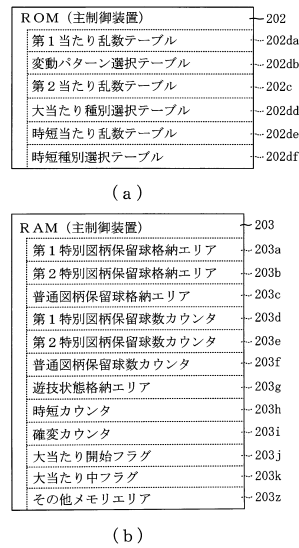 ROM（主制御装置） 202
第１当たり乱数テーブル 202da
変動パターン選択テーブル 202db
第２当たり乱数テーブル 202c
大当たり種別選択テーブル 202dd
時短当たり乱数テーブル 202de
時短種別選択テーブル 202df
(a)
RAM（主制御装置） 203
第１特別図柄保留球格納エリア 203a
第２特別図柄保留球格納エリア 203b
普通図柄保留球格納エリア 203c
第１特別図柄保留球数カウンタ 203d
第２特別図柄保留球数カウンタ 203e
普通図柄保留球数カウンタ 203f
遊技状態格納エリア 203g
時短カウンタ 203h
確変カウンタ 203i
大当たり開始フラグ 203j
大当たり中フラグ 203k
その他メモリエリア 203z
(b)